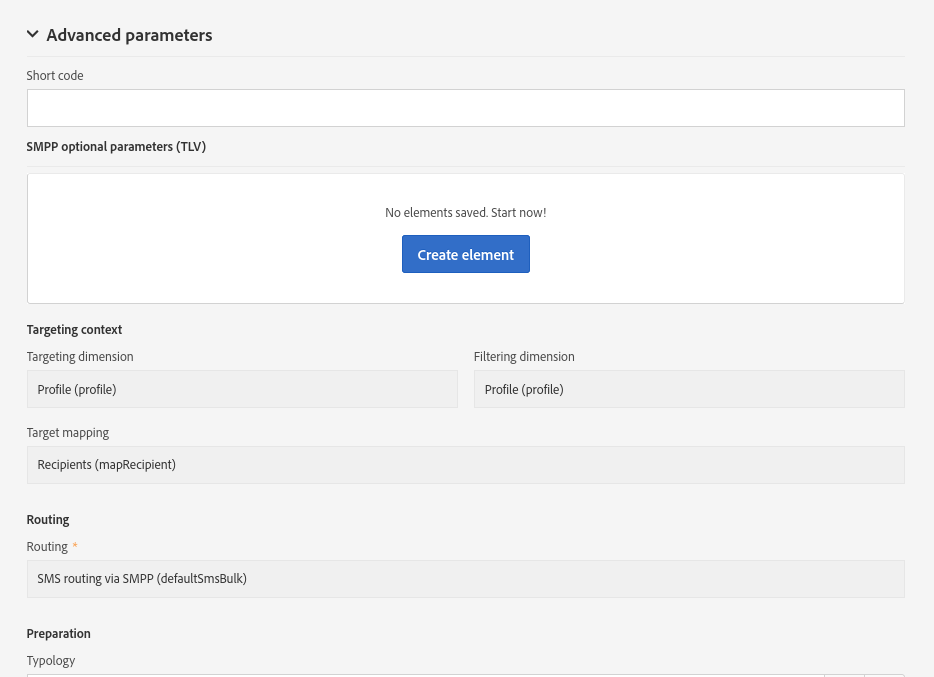 Advanced parameters
Short code
SMPP optional parameters (TLV)
No elements saved. Start now!
Create element
Targeting context
Targeting dimension
Filtering dimension
Profile (profile)
Profile (profile)
Target mapping
Recipients (mapRecipient)
Routing
Routing *
SMS routing via SMPP (defaultSmsBulk)
Preparation
Typology